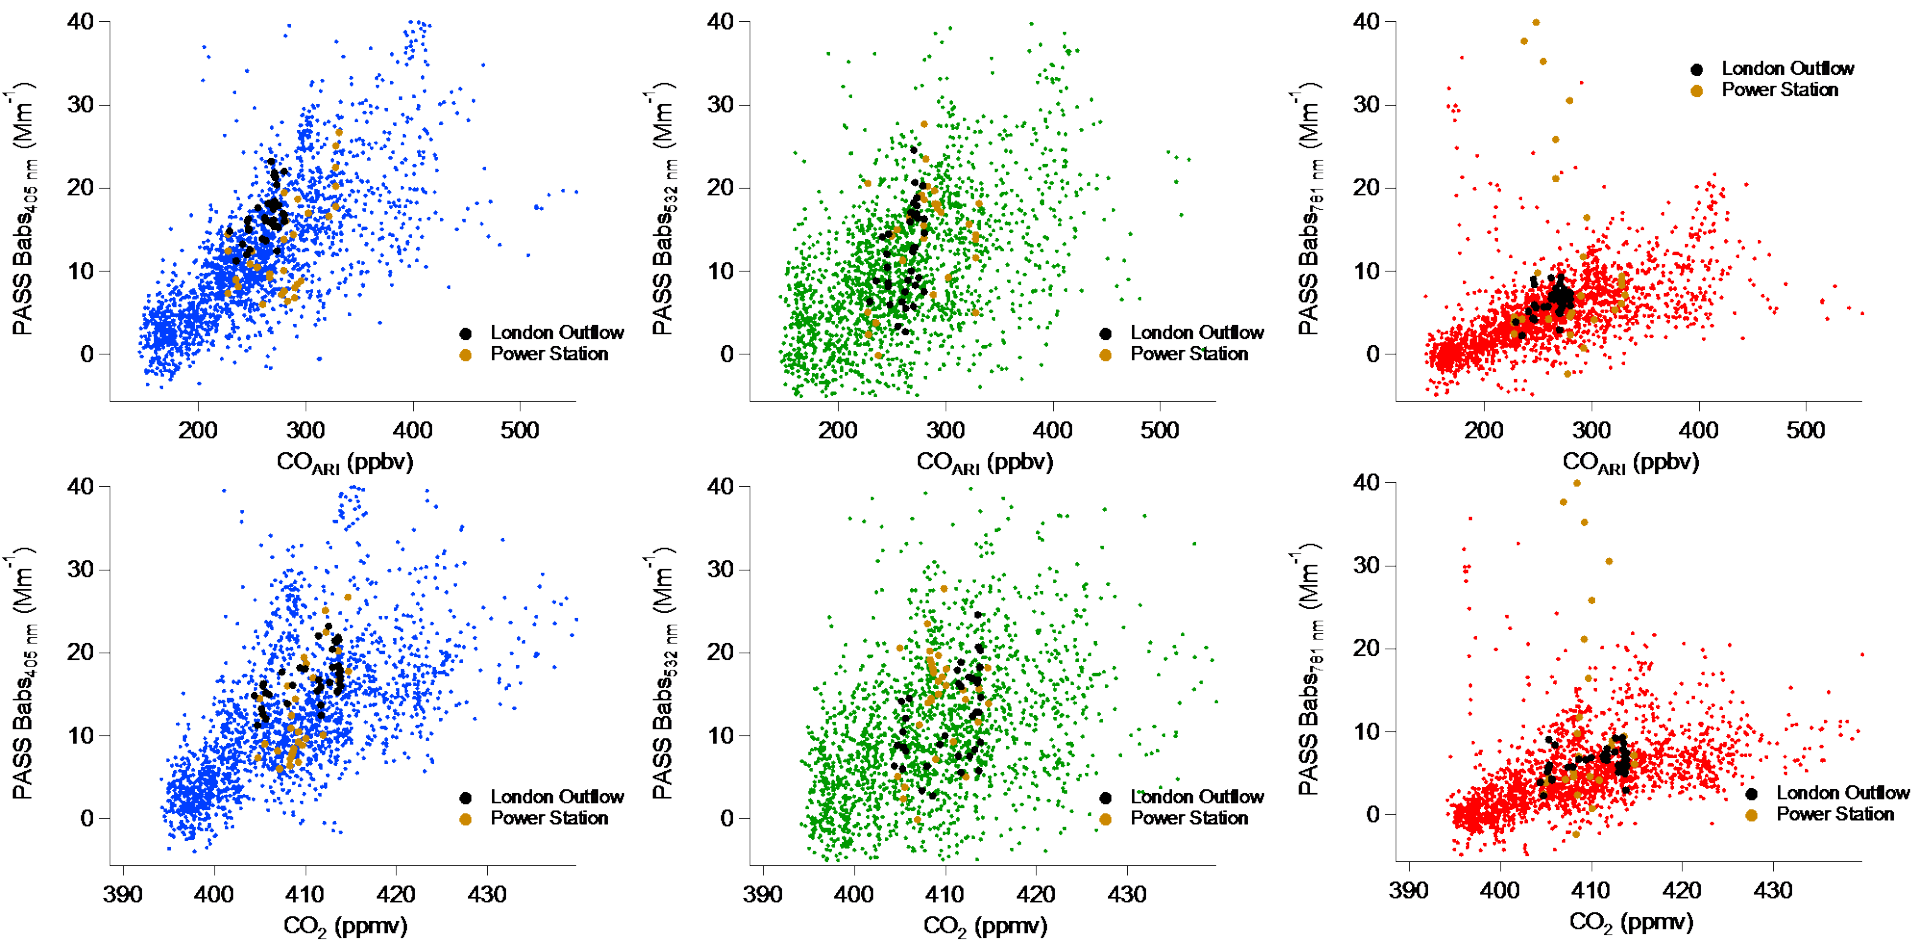 40
30
20
10
0
PASS Babs405 nm (Mm-1)
200 300 400 500
COARI (ppbv)
London Outflow
Power Station
40
30
20
10
0
PASS Babs532 nm (Mm-1)
200 300 400 500
COARI (ppbv)
London Outflow
Power Station
40
30
20
10
0
PASS Babs781 nm (Mm-1)
200 300 400 500
COARI (ppbv)
London Outflow
Power Station
40
30
20
10
0
PASS Babs405 nm (Mm-1)
390 400 410 420 430
CO2 (ppmv)
London Outflow
Power Station
40
30
20
10
0
PASS Babs532 nm (Mm-1)
390 400 410 420 430
CO2 (ppmv)
London Outflow
Power Station
40
30
20
10
0
PASS Babs781 nm (Mm-1)
390 400 410 420 430
CO2 (ppmv)
London Outflow
Power Station